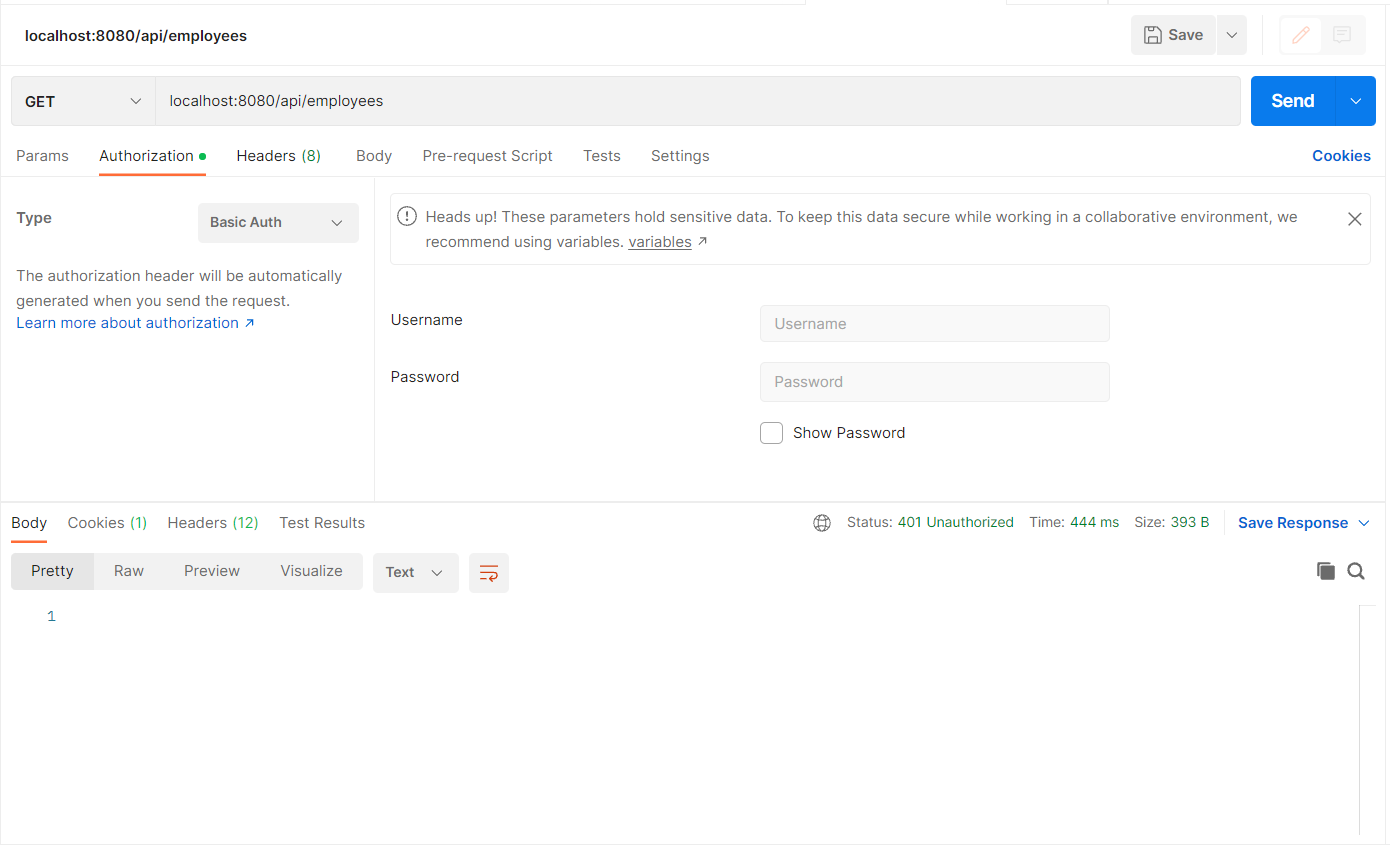 localhost:8080/api/employees
Save
GET
localhost:8080/api/employees
Send
Params
Authorization
Headers (8)
Body
Pre-request Script
Tests
Settings
Cookies
Type
Basic Auth
The authorization header will be automatically
generated when you send the request.
Learn more about authorization ↗
Heads up! These parameters hold sensitive data. To keep this data secure while working in a collaborative environment, we
recommend using variables. variables ↗
Username
Username
Password
Password
Show Password
Body
Cookies (1)
Headers (12)
Test Results
Status: 401 Unauthorized
Time: 444 ms
Size: 393 B
Save Response
Pretty
Raw
Preview
Visualize
Text
1